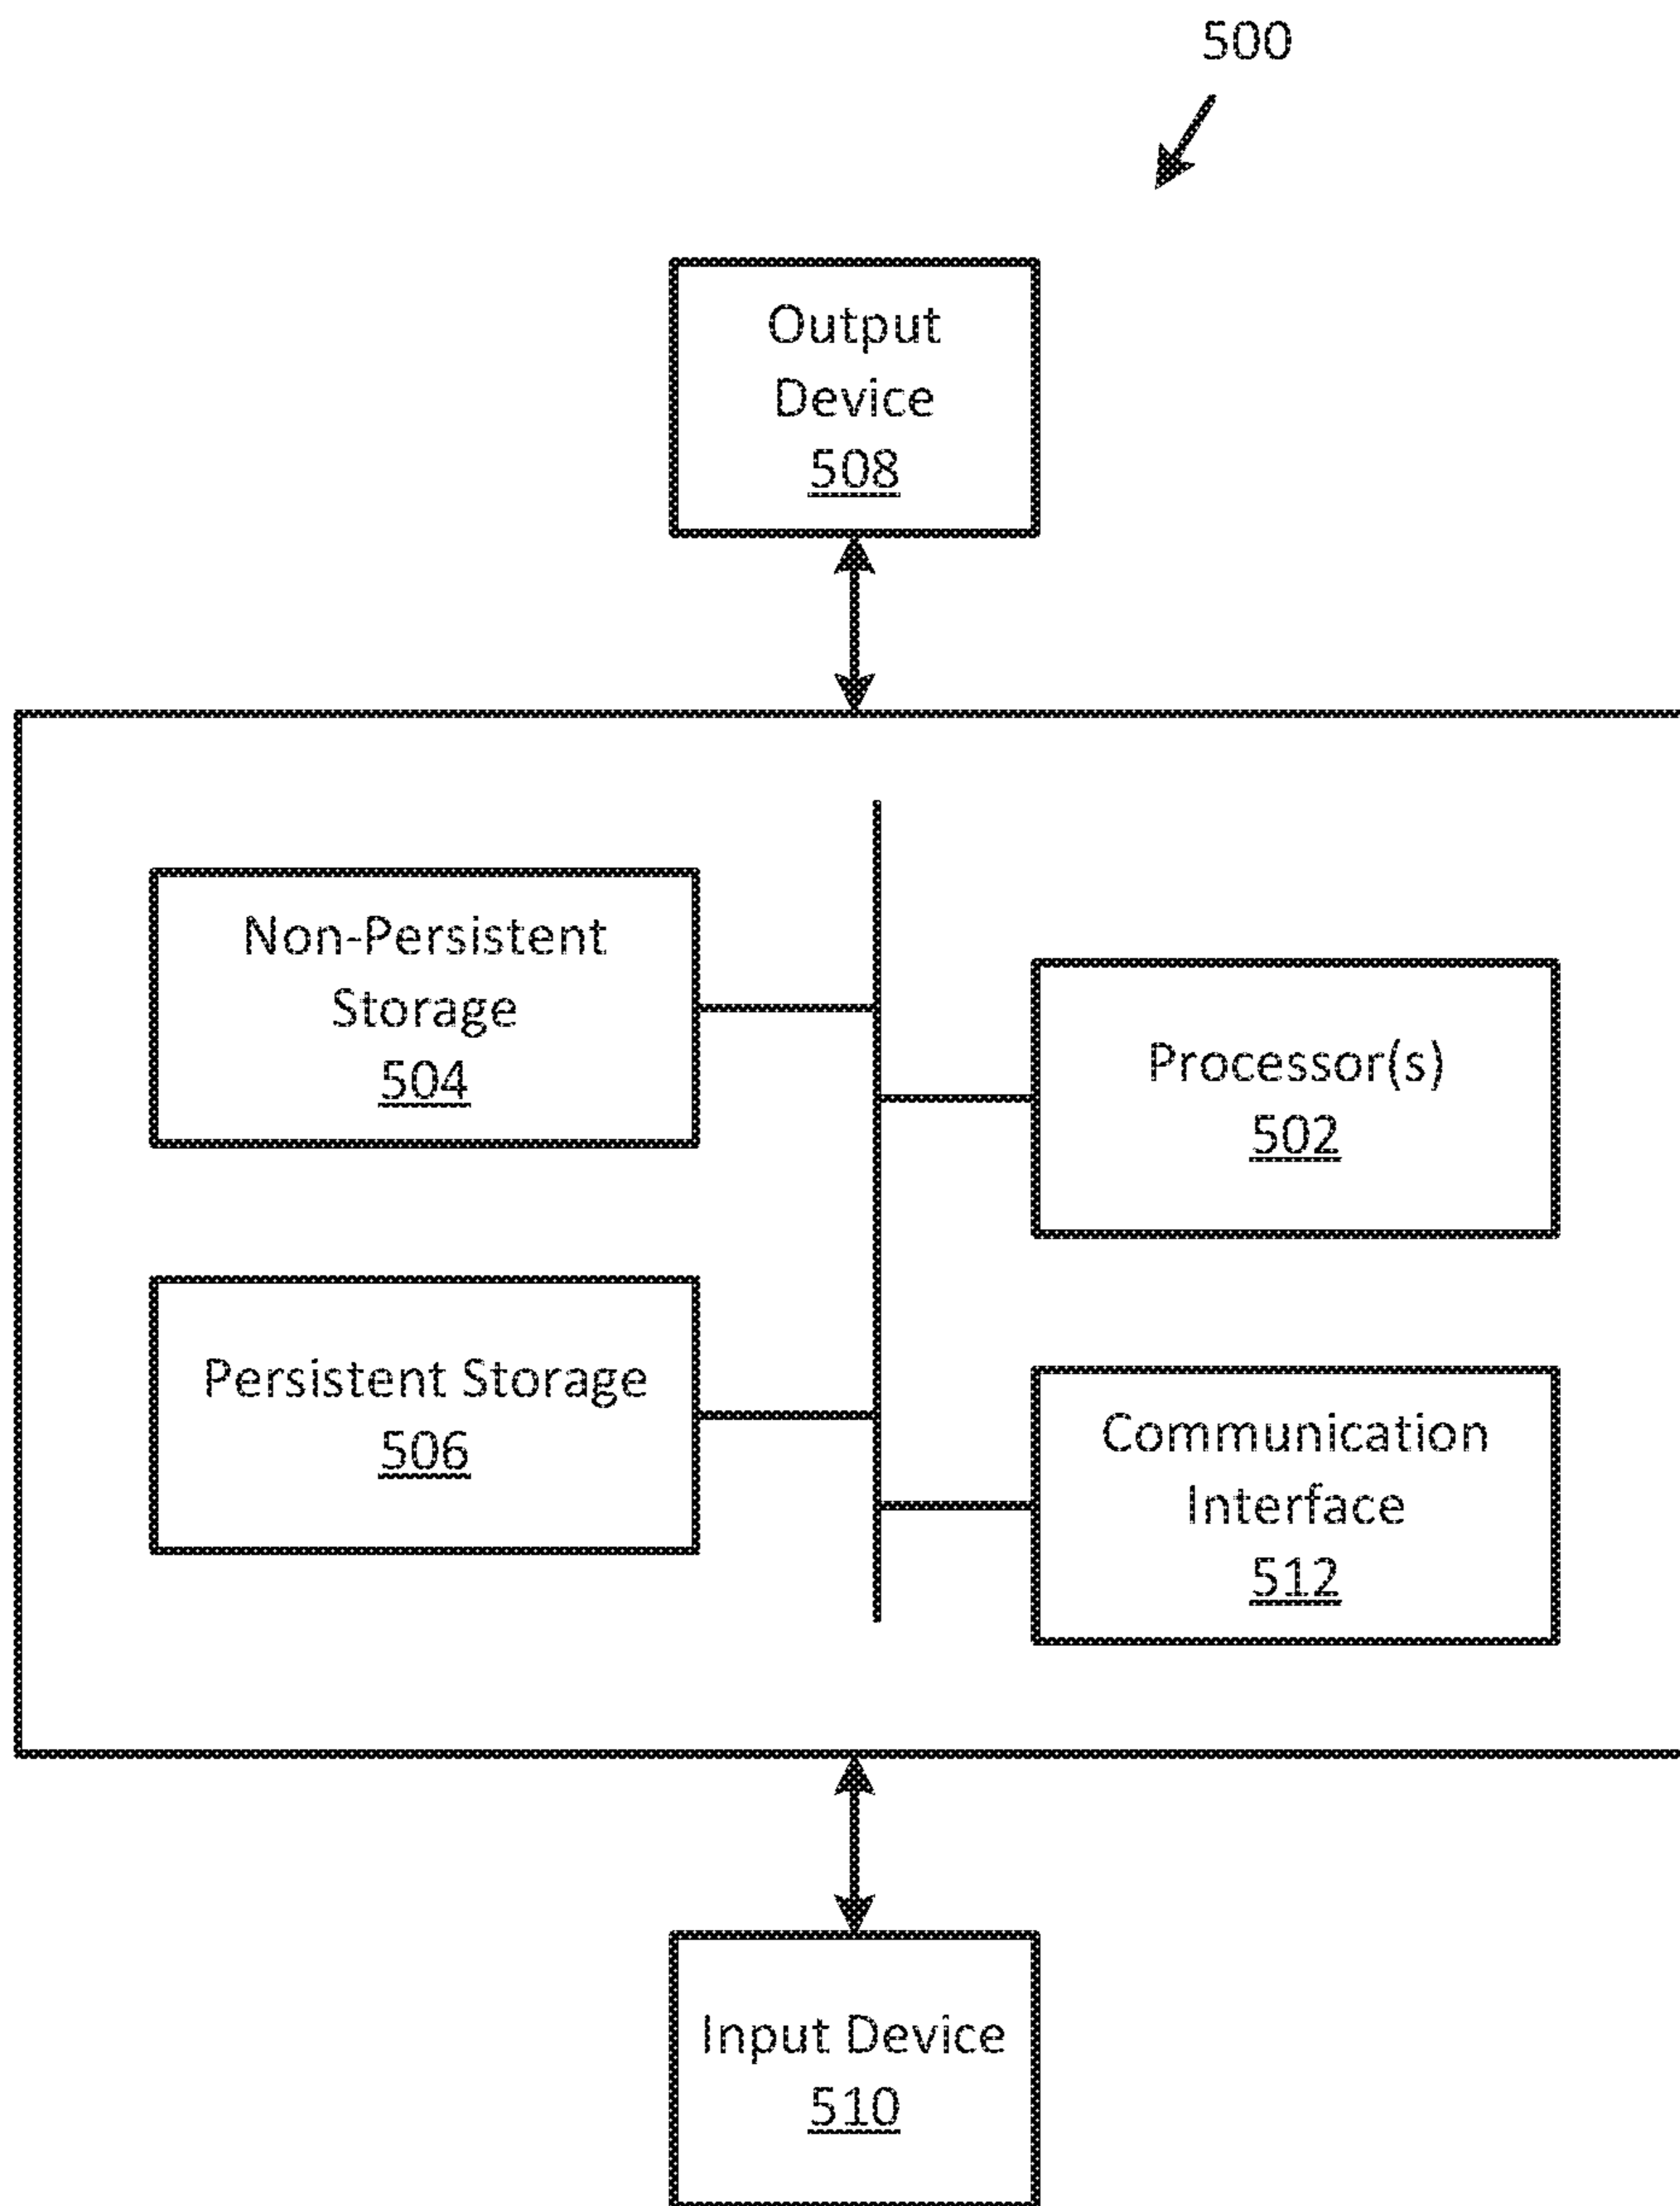 500
Output
Device
508
Non-Persistent
Storage
504
Processor(s)
502
Persistent Storage
506
Communication
Interface
512
Input Device
510